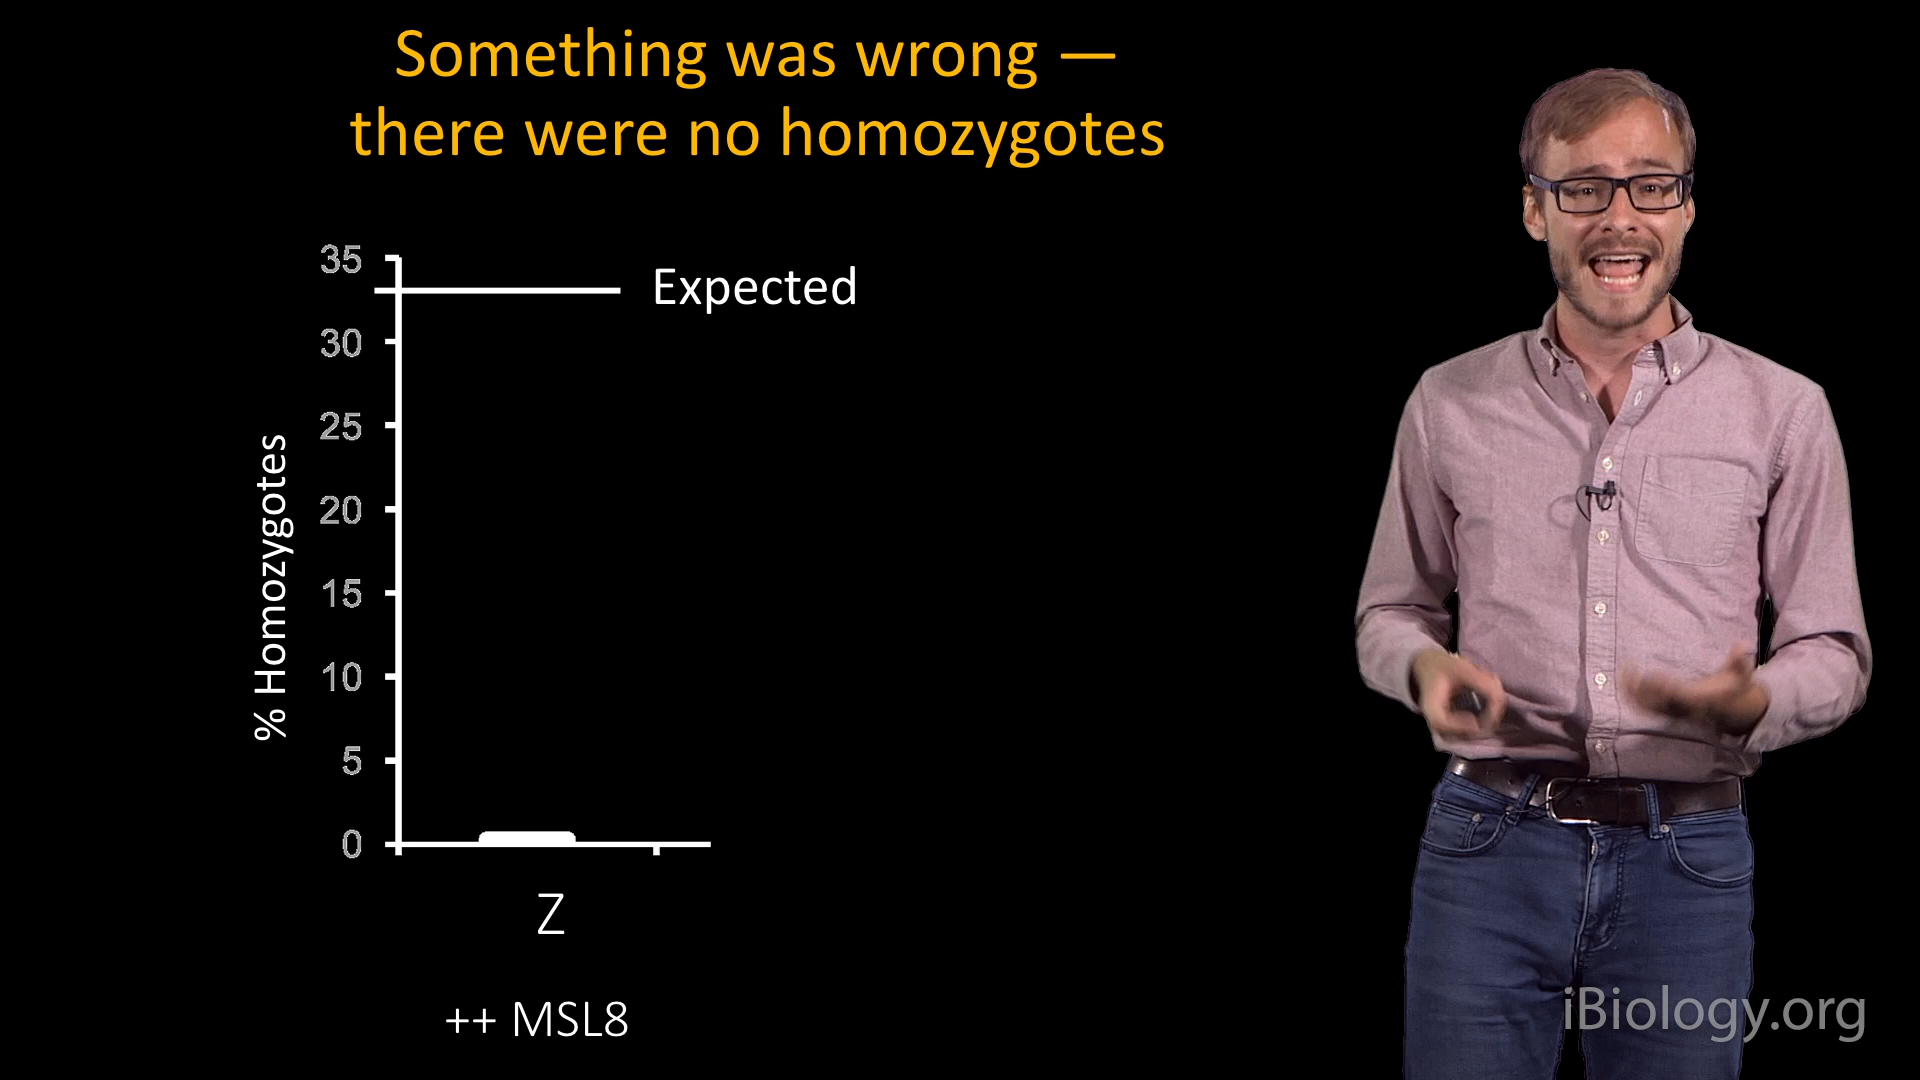 Something was wrong —
there were no homozygotes
35
Expected
30
25
20
15
10
5
0
% Homozygotes
Z
++ MSL8
iBiology.org